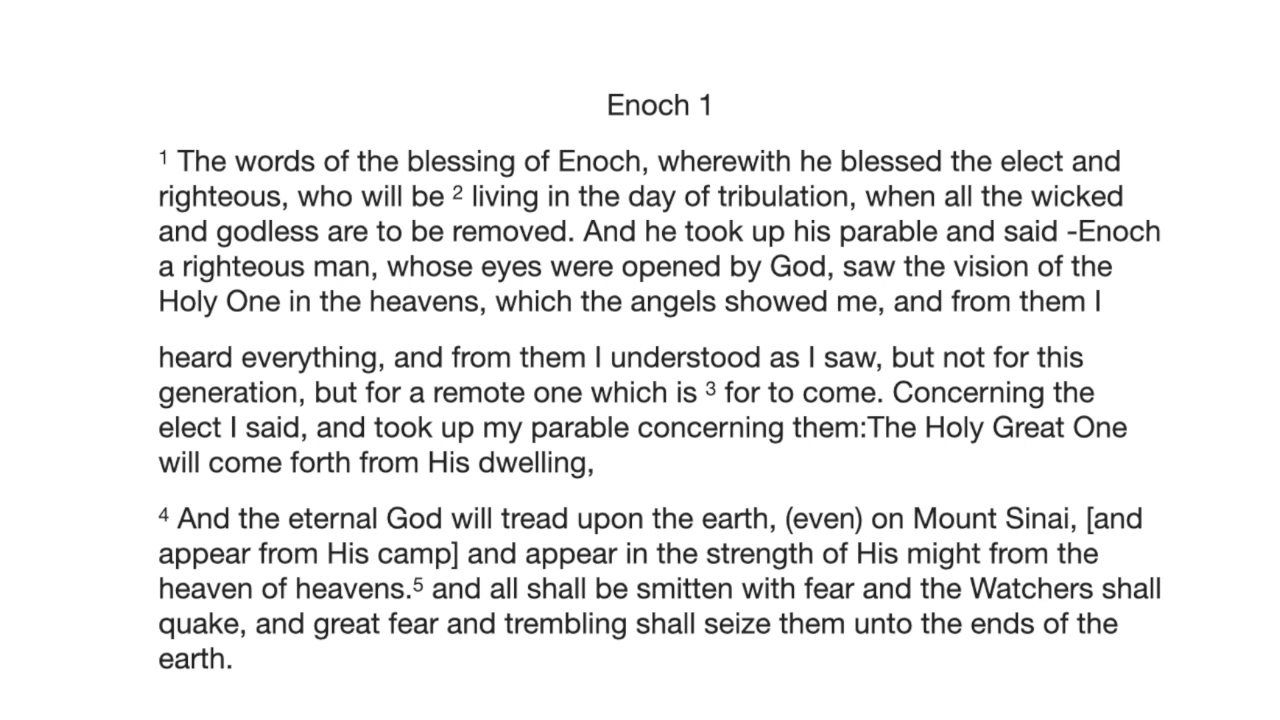 Enoch 1
1 The words of the blessing of Enoch, wherewith he blessed the elect and
righteous, who will be 2 living in the day of tribulation, when all the wicked
and godless are to be removed. And he took up his parable and said -Enoch
a righteous man, whose eyes were opened by God, saw the vision of the
Holy One in the heavens, which the angels showed me, and from them I
heard everything, and from them I understood as I saw, but not for this
generation, but for a remote one which is 3 for to come. Concerning the
elect I said, and took up my parable concerning them:The Holy Great One
will come forth from His dwelling,
4 And the eternal God will tread upon the earth, (even) on Mount Sinai, [and
appear from His camp] and appear in the strength of His might from the
heaven of heavens.5 and all shall be smitten with fear and the Watchers shall
quake, and great fear and trembling shall seize them unto the ends of the
earth.